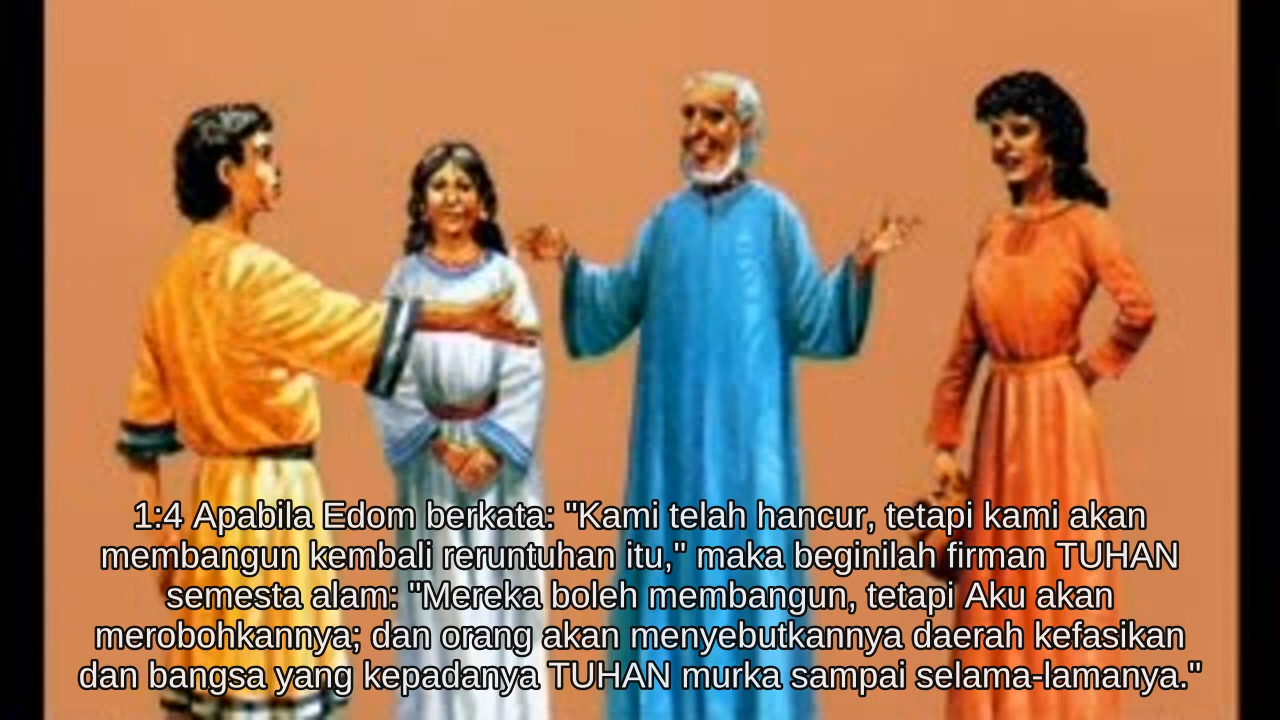 1:4 Apabila Edom berkata: "Kami telah hancur, tetapi kami akan
membangun kembali reruntuhan itu," maka beginilah firman TUHAN
semesta alam: "Mereka boleh membangun, tetapi Aku akan
merobohkannya; dan orang akan menyebutkannya daerah kefasikan
dan bangsa yang kepadanya TUHAN murka sampai selama-lamanya."